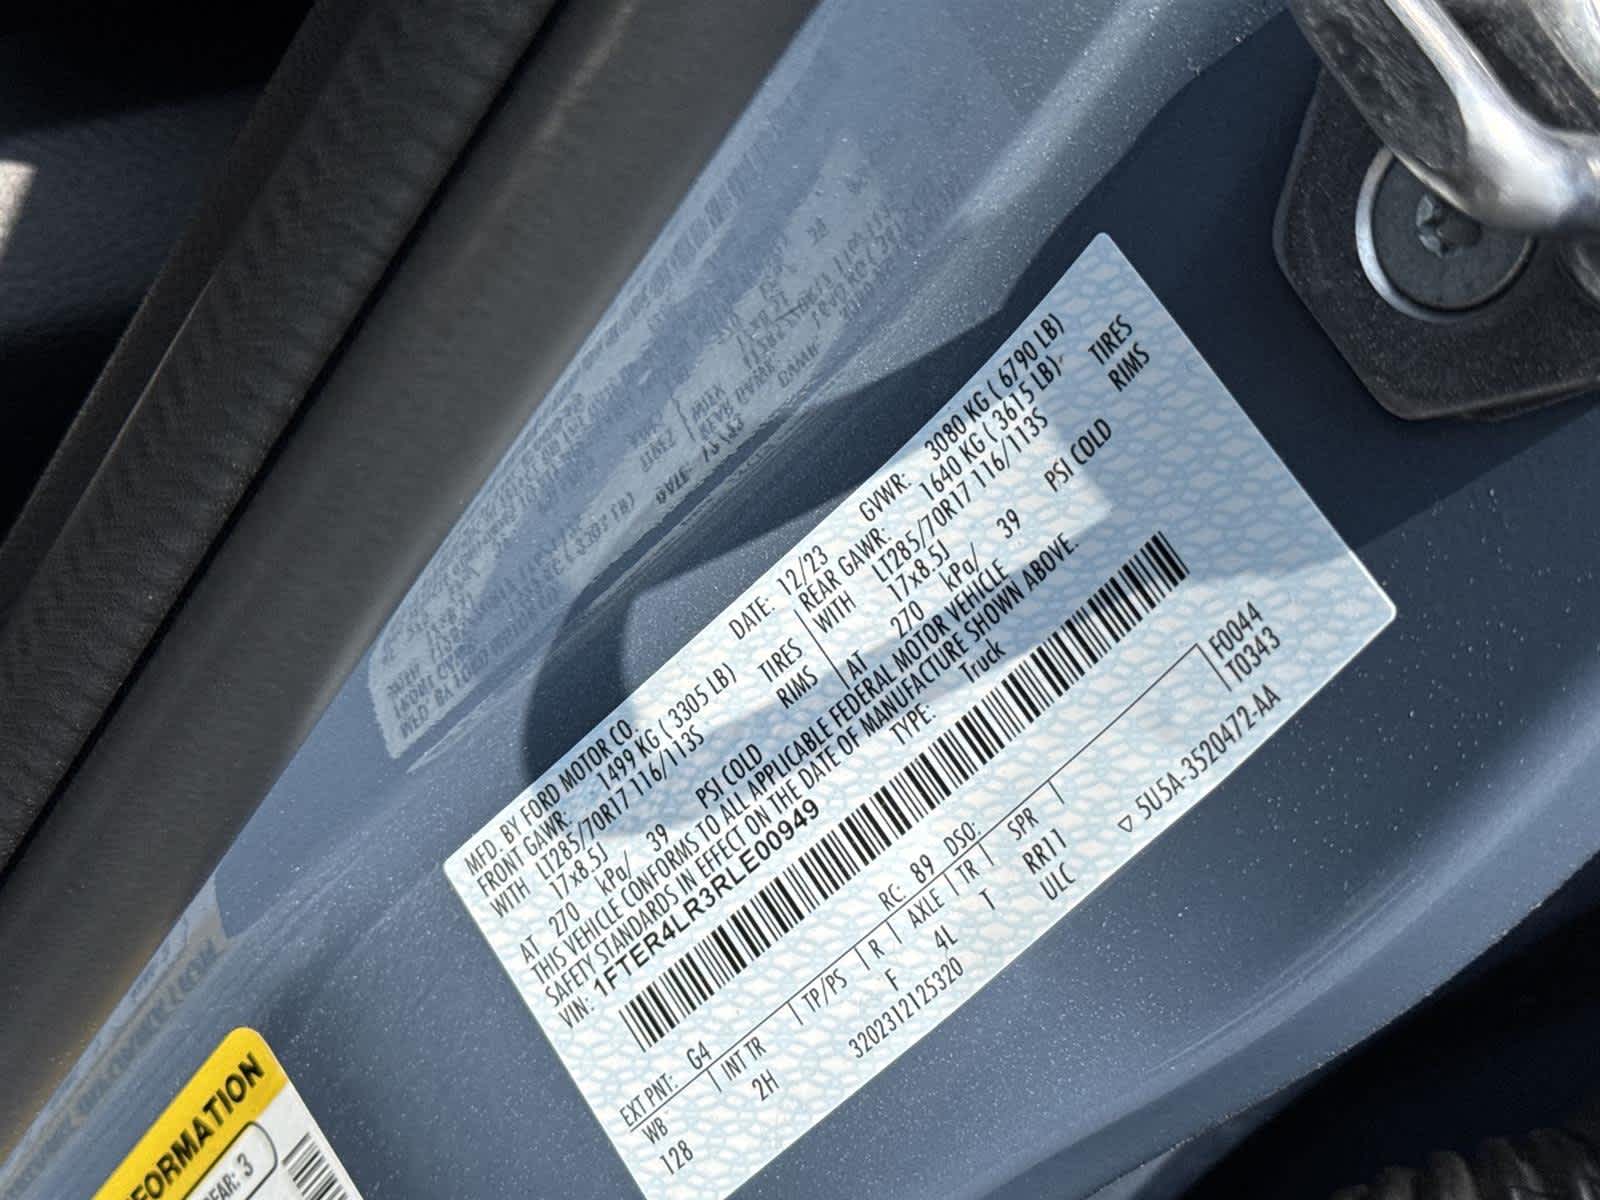 MFD. BY FORD MOTOR CO.
DATE: 12/23 GVWR: 3080 KG ( 6790 LB)
FRONT GAWR: 1499 KG ( 3305 LB) REAR GAWR: 1640 KG ( 3615 LB)
WITH LT285/70R17 116/113S TIRES WITH LT285/70R17 116/113S TIRES
17x8.5J RIMS 17x8.5J RIMS
AT 270 kPa/ 39 PSI COLD AT 270 kPa/ 39 PSI COLD
THIS VEHICLE CONFORMS TO ALL APPLICABLE FEDERAL MOTOR VEHICLE
SAFETY STANDARDS IN EFFECT ON THE DATE OF MANUFACTURE SHOWN ABOVE.
VIN: 1FTER4LR3RLE00949 TYPE: Truck
EXT PNT: G4 RC: 89 DSO: F0044
WB INT TR TP/PS R AXLE TR SPR T0343
128 2H F 4L T RR11
3202312125320 ULC
▽ 5U5A-3520472-AA
REAR: 3